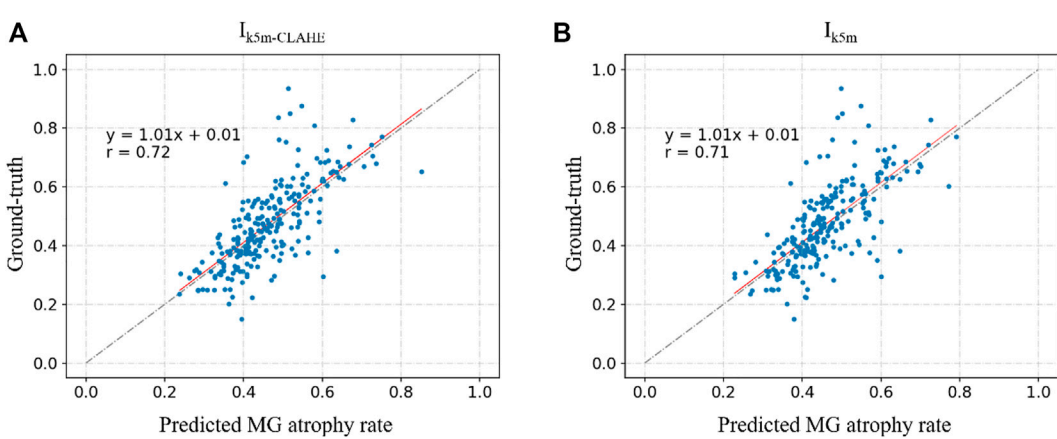 A
I_k5m-CLAHE
1.0
0.8
0.6
0.4
0.2
0.0
Ground-truth
y = 1.01x + 0.01
r = 0.72
0.0 0.2 0.4 0.6 0.8 1.0
Predicted MG atrophy rate
B
I_k5m
1.0
0.8
0.6
0.4
0.2
0.0
Ground-truth
y = 1.01x + 0.01
r = 0.71
0.0 0.2 0.4 0.6 0.8 1.0
Predicted MG atrophy rate